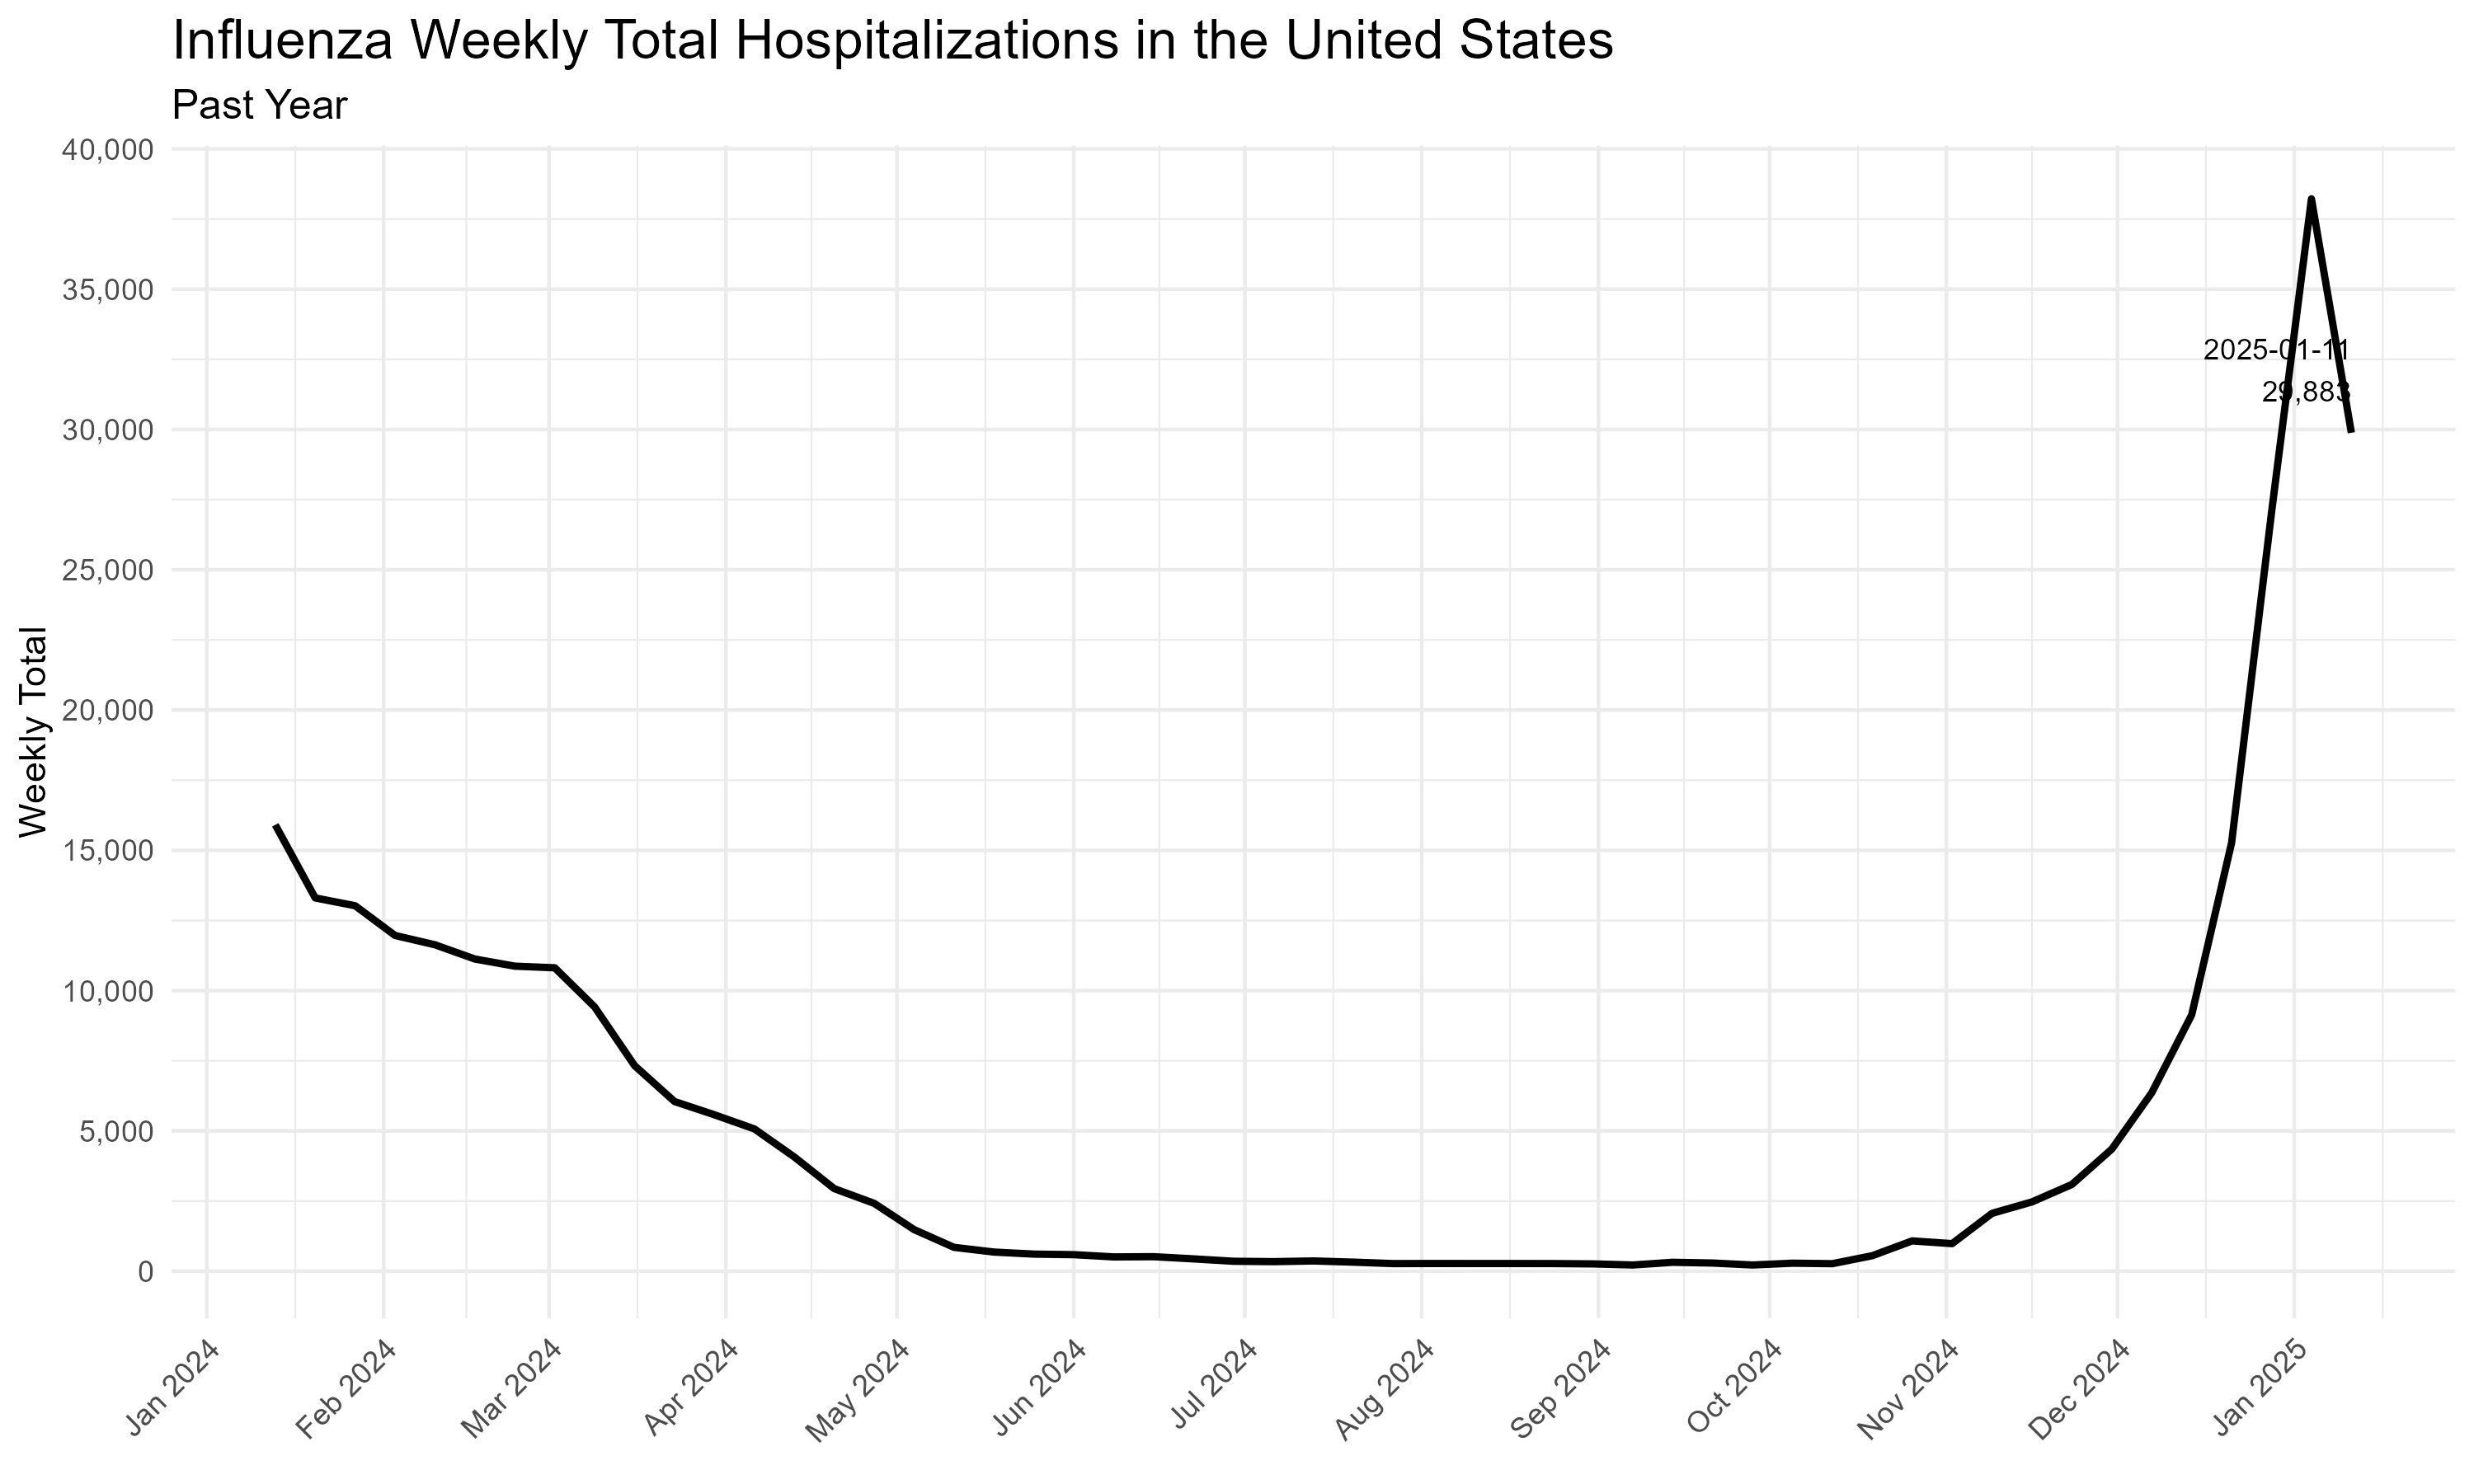 Influenza Weekly Total Hospitalizations in the United States
Past Year
Weekly Total
40,000
35,000
30,000
25,000
20,000
15,000
10,000
5,000
0
2025-01-11
29,883
Jan 2024
Feb 2024
Mar 2024
Apr 2024
May 2024
Jun 2024
Jul 2024
Aug 2024
Sep 2024
Oct 2024
Nov 2024
Dec 2024
Jan 2025